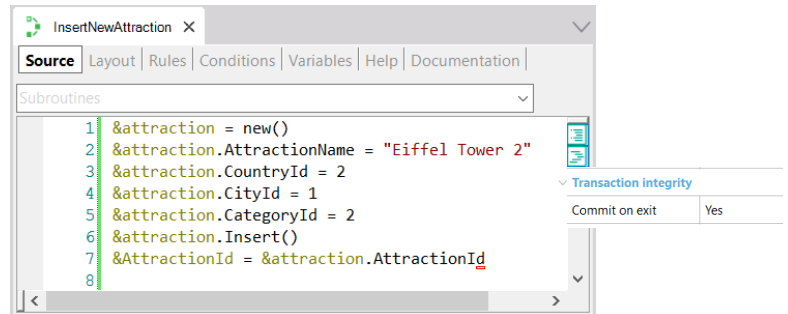 InsertNewAttraction
Source Layout Rules Conditions Variables Help Documentation
Subroutines
1 &attraction = new()
2 &attraction.AttractionName = "Eiffel Tower 2"
3 &attraction.CountryId = 2
4 &attraction.CityId = 1
5 &attraction.CategoryId = 2
6 &attraction.Insert()
7 &AttractionId = &attraction.AttractionId
8
Transaction integrity
Commit on exit Yes